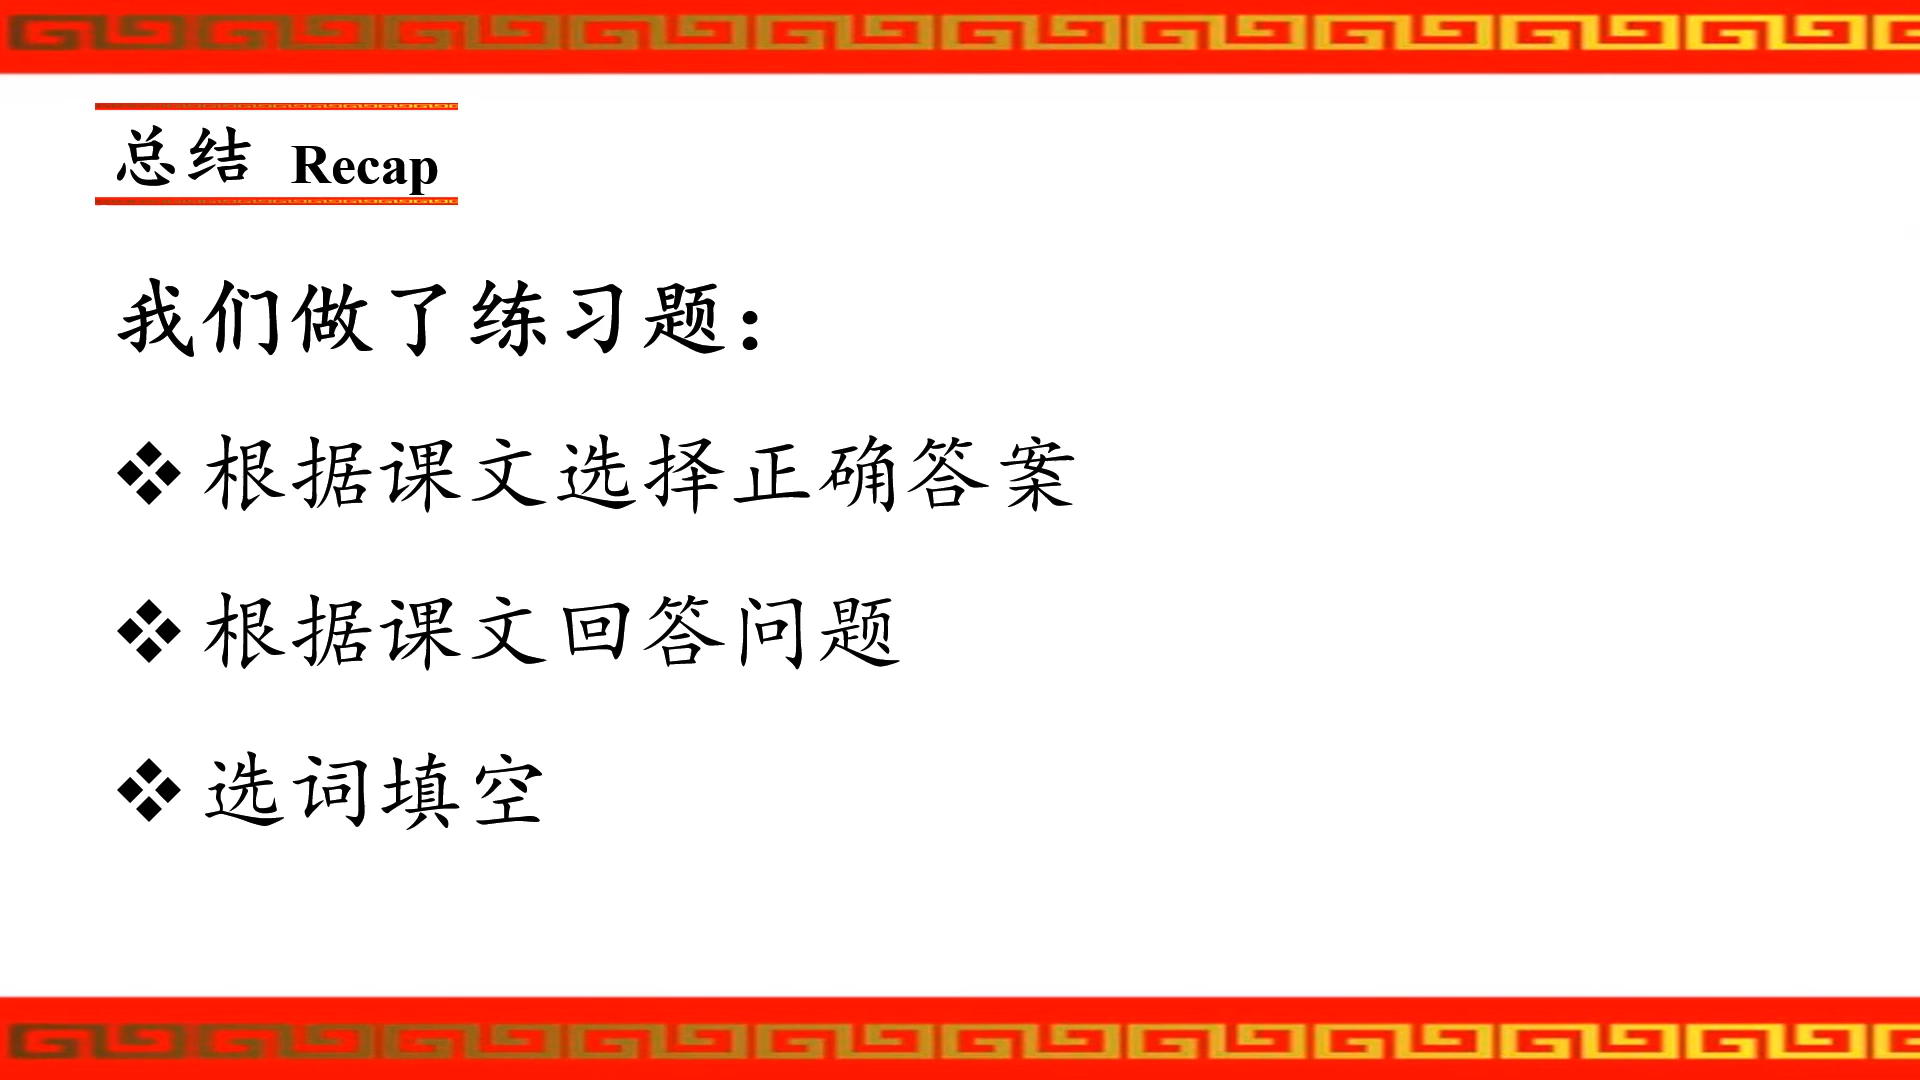 总结 Recap
我们做了练习题：
❖ 根据课文选择正确答案
❖ 根据课文回答问题
❖ 选词填空